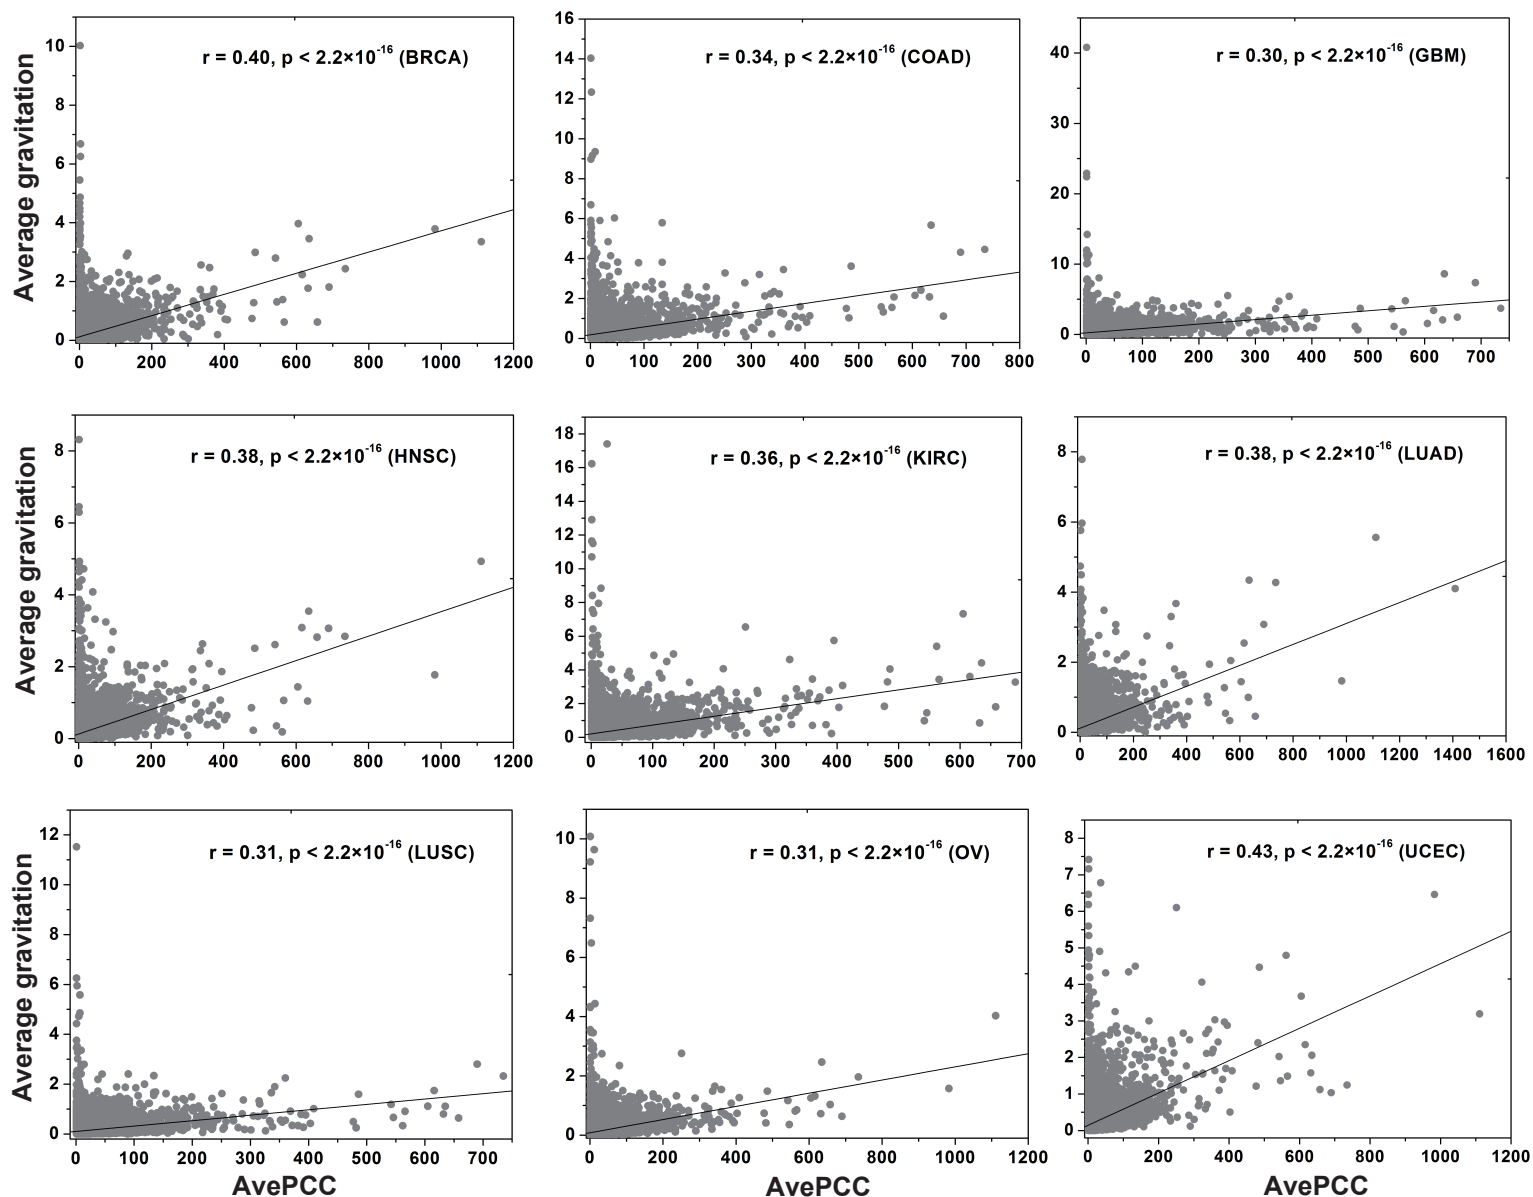 r = 0.40, p < 2.2×10-16 (BRCA)
Average gravitation
10
8
6
4
2
0
0 200 400 600 800 1000 1200
r = 0.34, p < 2.2×10-16 (COAD)
16
14
12
10
8
6
4
2
0
0 100 200 300 400 500 600 700 800
r = 0.30, p < 2.2×10-16 (GBM)
40
30
20
10
0
0 100 200 300 400 500 600 700
r = 0.38, p < 2.2×10-16 (HNSC)
Average gravitation
8
6
4
2
0
0 200 400 600 800 1000 1200
r = 0.36, p < 2.2×10-16 (KIRC)
18
16
14
12
10
8
6
4
2
0
0 100 200 300 400 500 600 700
r = 0.38, p < 2.2×10-16 (LUAD)
8
6
4
2
0
0 200 400 600 800 1000 1200 1400 1600
r = 0.31, p < 2.2×10-16 (LUSC)
Average gravitation
12
10
8
6
4
2
0
0 100 200 300 400 500 600 700
AvePCC
r = 0.31, p < 2.2×10-16 (OV)
10
8
6
4
2
0
0 200 400 600 800 1000 1200
AvePCC
r = 0.43, p < 2.2×10-16 (UCEC)
8
7
6
5
4
3
2
1
0
0 200 400 600 800 1000 1200
AvePCC